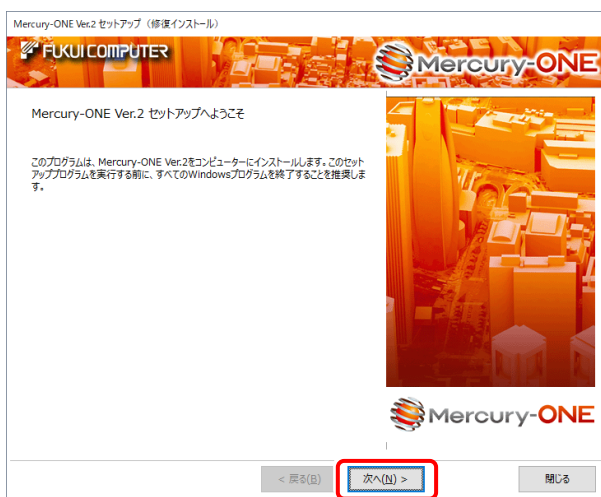 Mercury-ONE Ver.2 セットアップ（修復インストール）
FUKUI COMPUTER
Mercury-ONE
Mercury-ONE Ver.2 セットアップへようこそ
このプログラムは、Mercury-ONE Ver.2をコンピューターにインストールします。このセット
アッププログラムを実行する前に、すべてのWindowsプログラムを終了することを推奨しま
す。
Mercury-ONE
< 戻る(B)
次へ(N) >
閉じる